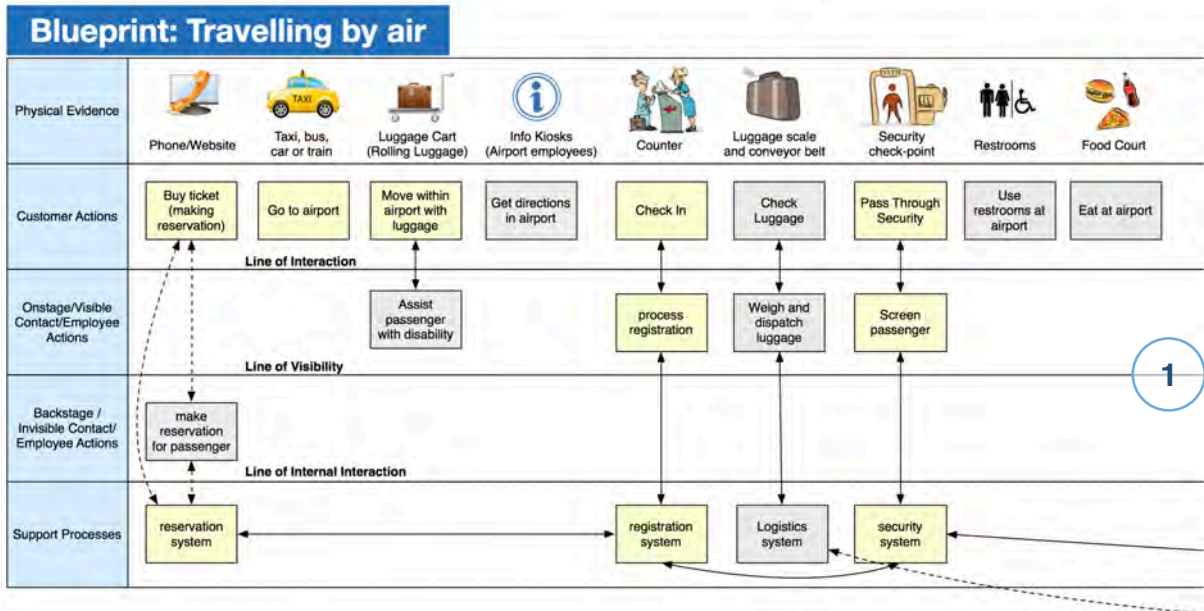 Blueprint: Travelling by air
Physical Evidence
TAXI
Phone/Website
Taxi, bus,
car or train
Luggage Cart
(Rolling Luggage)
Info Kiosks
(Airport employees)
Counter
Luggage scale
and conveyor belt
Security
check-point
Restrooms
Food Court
Customer Actions
Buy ticket
(making
reservation)
Go to airport
Move within
airport with
luggage
Get directions
in airport
Check In
Check
Luggage
Pass Through
Security
Use
restrooms at
airport
Eat at airport
Line of Interaction
Onstage/Visible
Contact/Employee
Actions
Assist
passenger
with disability
process
registration
Weigh and
dispatch
luggage
Screen
passenger
Line of Visibility
1
Backstage /
Invisible Contact/
Employee Actions
make
reservation
for passenger
Line of Internal Interaction
Support Processes
reservation
system
registration
system
Logistics
system
security
system